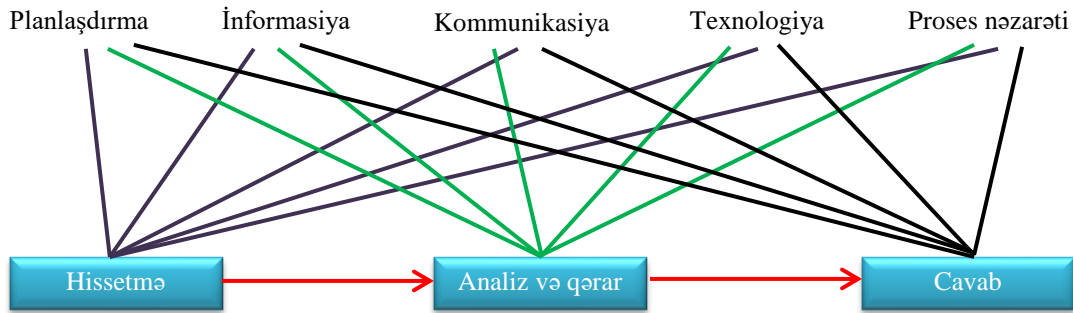 Planlaşdırma İnformasiya Kommunikasiya Texnologiya Proses nəzarəti
Hissetmə Analiz və qərar Cavab